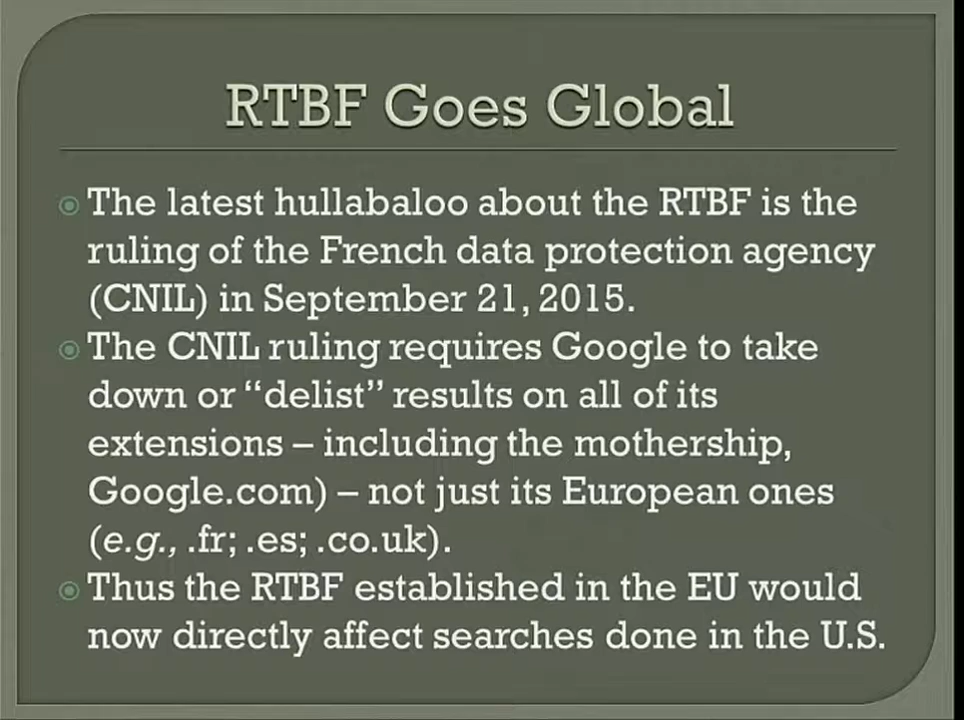 RTBF Goes Global
The latest hullabaloo about the RTBF is the
ruling of the French data protection agency
(CNIL) in September 21, 2015.
The CNIL ruling requires Google to take
down or “delist” results on all of its
extensions – including the mothership,
Google.com) – not just its European ones
(e.g., .fr; .es; .co.uk).
Thus the RTBF established in the EU would
now directly affect searches done in the U.S.